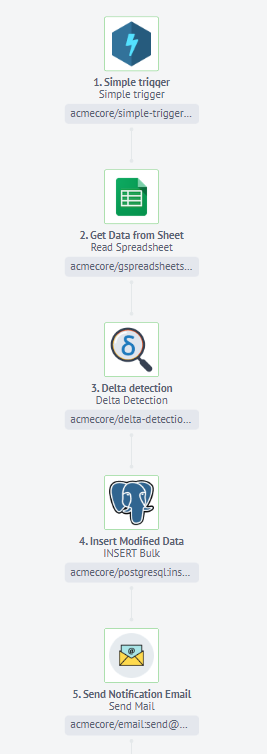 1. Simple trigger
Simple trigger
acmecore/simple-trigger...
2. Get Data from Sheet
Read Spreadsheet
acmecore/gspreadsheets...
δ
3. Delta detection
Delta Detection
acmecore/delta-detectio...
4. Insert Modified Data
INSERT Bulk
acmecore/postgresql:ins...
@
5. Send Notification Email
Send Mail
acmecore/email:send@...